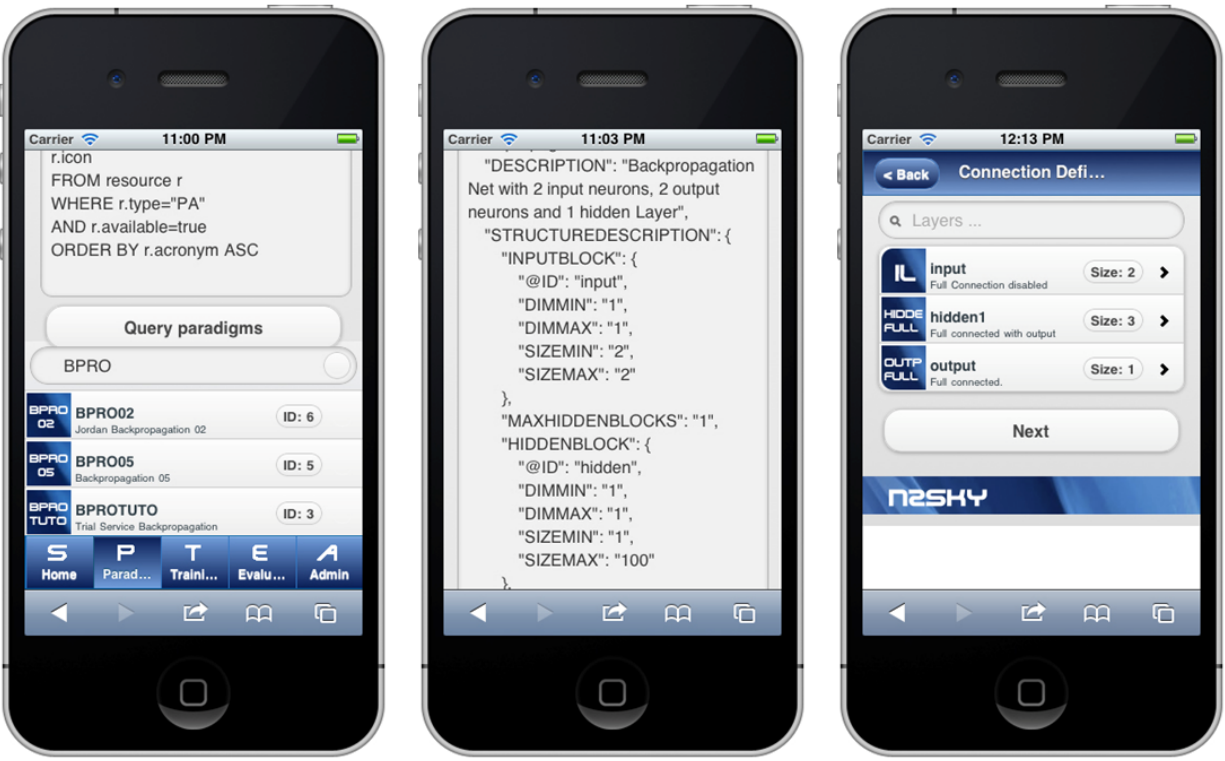 Carrier 11:00 PM
r.icon
FROM resource r
WHERE r.type="PA"
AND r.available=true
ORDER BY r.acronym ASC
Query paradigms
BPRO
BPRO
02
BPRO02
Jordan Backpropagation 02
ID: 6
BPRO
05
BPRO05
Backpropagation 05
ID: 5
BPRO
TUTO
BPROTUTO
Trial Service Backpropagation
ID: 3
S P T E A
Home Parad... Traini... Evalu... Admin
Carrier 11:03 PM
"DESCRIPTION": "Backpropagation
Net with 2 input neurons, 2 output
neurons and 1 hidden Layer",
"STRUCTUREDESCRIPTION": {
"INPUTBLOCK": {
"@ID": "input",
"DIMMIN": "1",
"DIMMAX": "1",
"SIZEMIN": "2",
"SIZEMAX": "2"
},
"MAXHIDDENBLOCKS": "1",
"HIDDENBLOCK": {
"@ID": "hidden",
"DIMMIN": "1",
"DIMMAX": "1",
"SIZEMIN": "1",
"SIZEMAX": "100"
},
Carrier 12:13 PM
< Back Connection Defi...
Layers ...
IL
input
Full Connection disabled
Size: 2
HIDDE
FULL
hidden1
Full connected with output
Size: 3
OUTP
FULL
output
Full connected.
Size: 1
Next
N2SKY